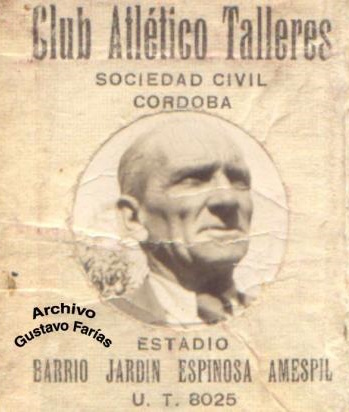 Club Atlético Talleres
SOCIEDAD CIVIL
CORDOBA
Archivo
Gustavo Farías
ESTADIO
BARRIO JARDIN ESPINOSA AMESPIL
U. T. 8025